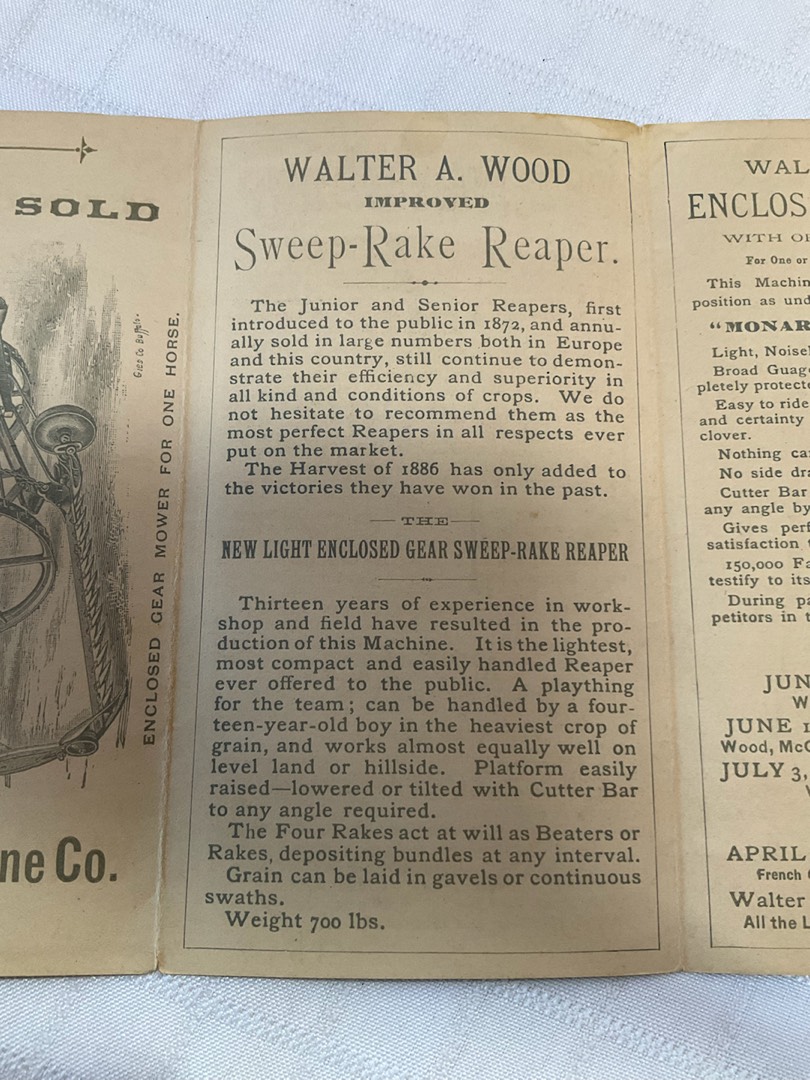 SOLD
Gies Co Buffalo
ENCLOSED GEAR MOWER FOR ONE HORSE.
ne Co.
WALTER A. WOOD
IMPROVED
Sweep-Rake Reaper.
The Junior and Senior Reapers, first
introduced to the public in 1872, and annu-
ally sold in large numbers both in Europe
and this country, still continue to demon-
strate their efficiency and superiority in
all kind and conditions of crops. We do
not hesitate to recommend them as the
most perfect Reapers in all respects ever
put on the market.
The Harvest of 1886 has only added to
the victories they have won in the past.
THE
NEW LIGHT ENCLOSED GEAR SWEEP-RAKE REAPER
Thirteen years of experience in work-
shop and field have resulted in the pro-
duction of this Machine. It is the lightest,
most compact and easily handled Reaper
ever offered to the public. A plaything
for the team; can be handled by a four-
teen-year-old boy in the heaviest crop of
grain, and works almost equally well on
level land or hillside. Platform easily
raised—lowered or tilted with Cutter Bar
to any angle required.
The Four Rakes act at will as Beaters or
Rakes, depositing bundles at any interval.
Grain can be laid in gavels or continuous
swaths.
Weight 700 lbs.
WAL
ENCLOS
WITH
For One or
This Machin
position as und
"MONAR
Light, Noisel
Broad Guage
pletely protecte
Easy to ride
and certainty
clover.
Nothing ca
No side dra
Cutter Bar
any angle by
Gives perf
satisfaction
150,000 Fa
testify to its
During pa
petitors in t
JUN
W
JUNE 1
Wood, McC
JULY 3,
APRIL
French
Walter
All the L